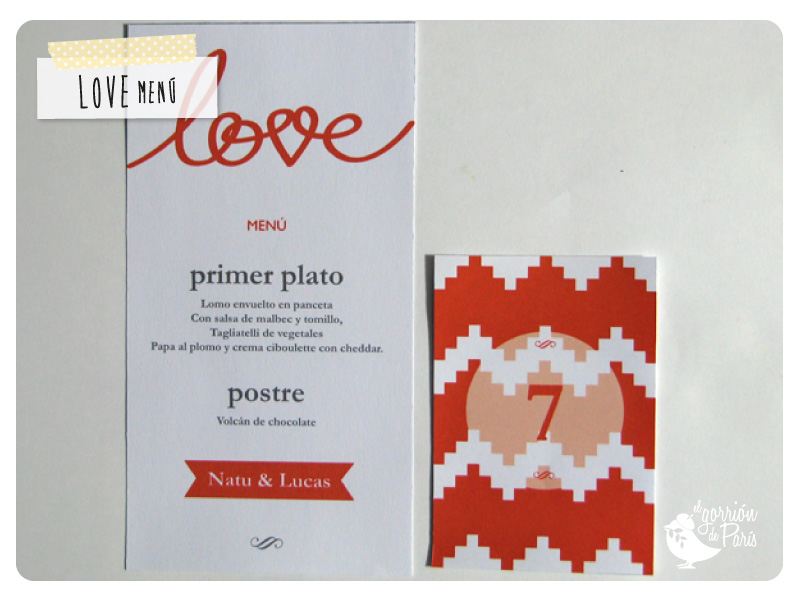 LOVE MENÚ
love
MENÚ
primer plato
Lomo envuelto en panceta
Con salsa de malbec y tomillo,
Tagliatelli de vegetales
Papa al plomo y crema ciboulette con cheddar.
postre
Volcán de chocolate
Natu & Lucas
7
el gorrión de París